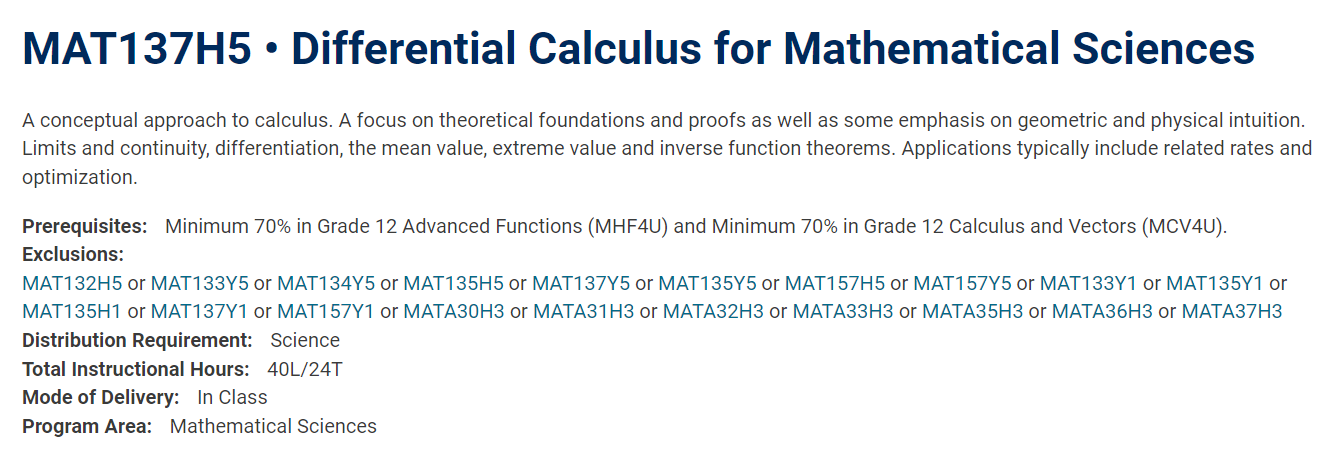 MAT137H5 • Differential Calculus for Mathematical Sciences
A conceptual approach to calculus. A focus on theoretical foundations and proofs as well as some emphasis on geometric and physical intuition.
Limits and continuity, differentiation, the mean value, extreme value and inverse function theorems. Applications typically include related rates and
optimization.
Prerequisites: Minimum 70% in Grade 12 Advanced Functions (MHF4U) and Minimum 70% in Grade 12 Calculus and Vectors (MCV4U).
Exclusions:
MAT132H5 or MAT133Y5 or MAT134Y5 or MAT135H5 or MAT137Y5 or MAT135Y5 or MAT157H5 or MAT157Y5 or MAT133Y1 or MAT135Y1 or
MAT135H1 or MAT137Y1 or MAT157Y1 or MATA30H3 or MATA31H3 or MATA32H3 or MATA33H3 or MATA35H3 or MATA36H3 or MATA37H3
Distribution Requirement: Science
Total Instructional Hours: 40L/24T
Mode of Delivery: In Class
Program Area: Mathematical Sciences